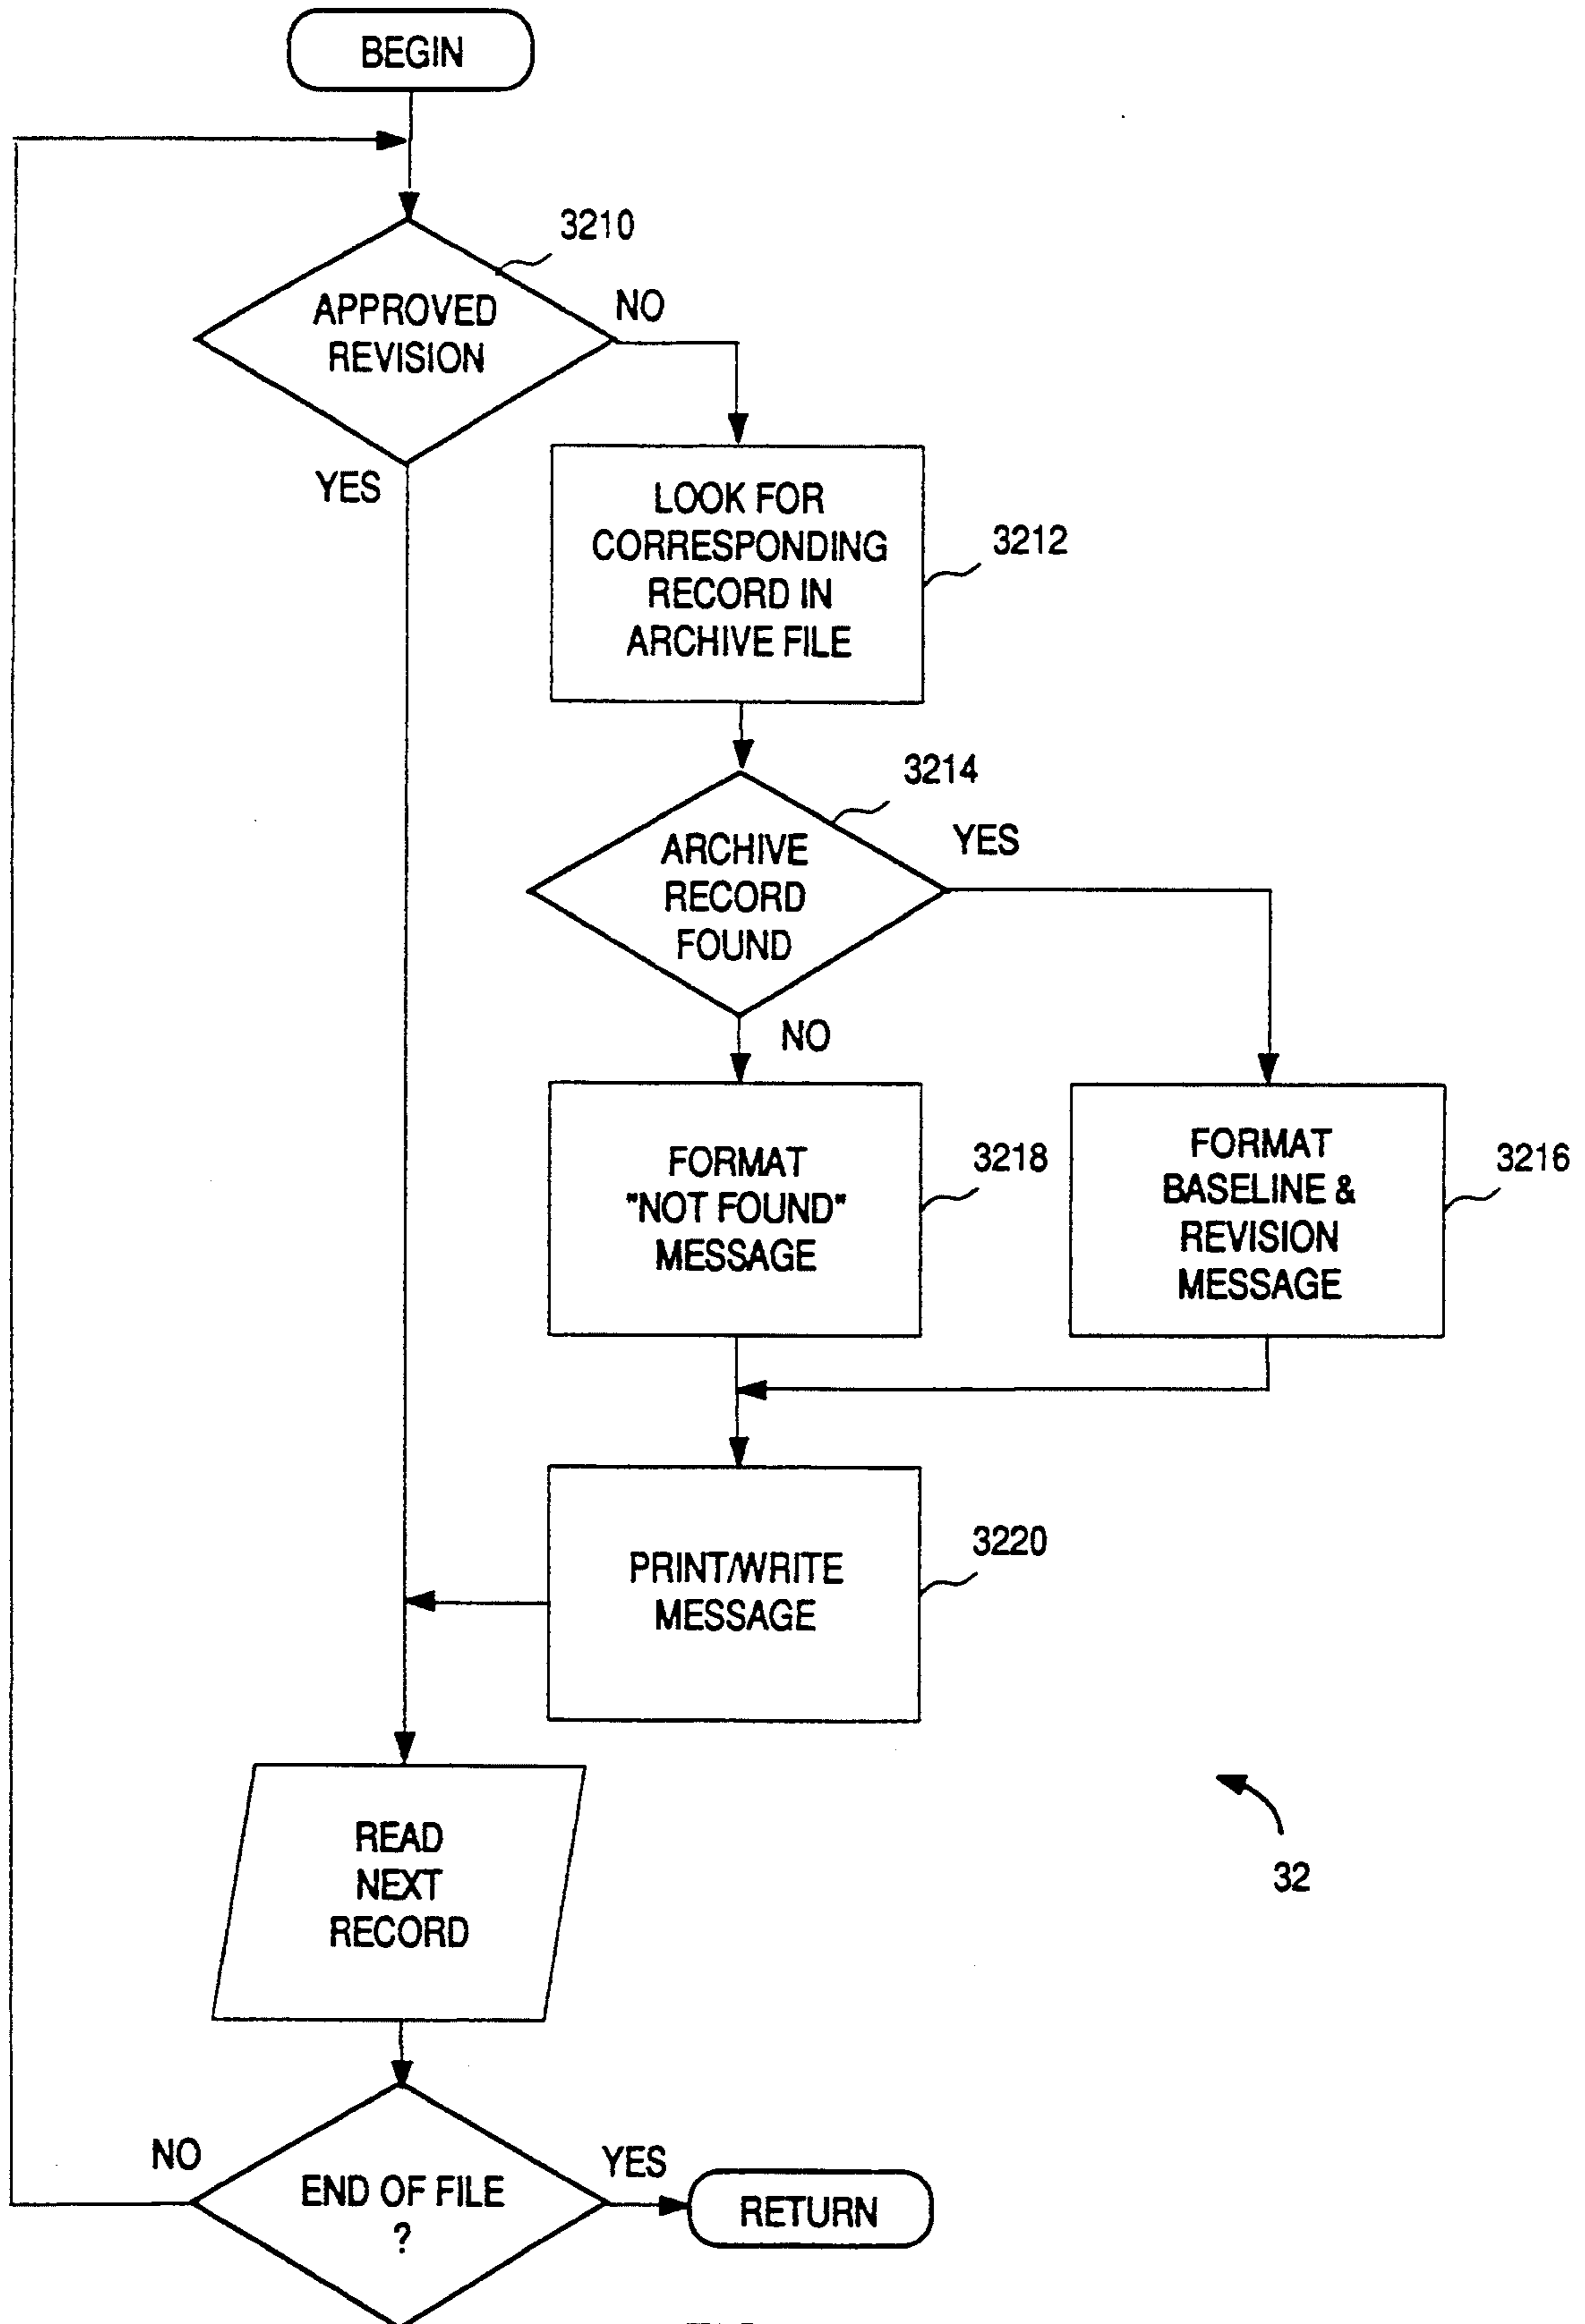 BEGIN
3210
APPROVED
REVISION
NO
YES
LOOK FOR
CORRESPONDING
RECORD IN
ARCHIVE FILE
3212
3214
ARCHIVE
RECORD
FOUND
YES
NO
FORMAT
"NOT FOUND"
MESSAGE
3218
FORMAT
BASELINE &
REVISION
MESSAGE
3216
PRINT/WRITE
MESSAGE
3220
READ
NEXT
RECORD
32
NO
END OF FILE
?
YES
RETURN